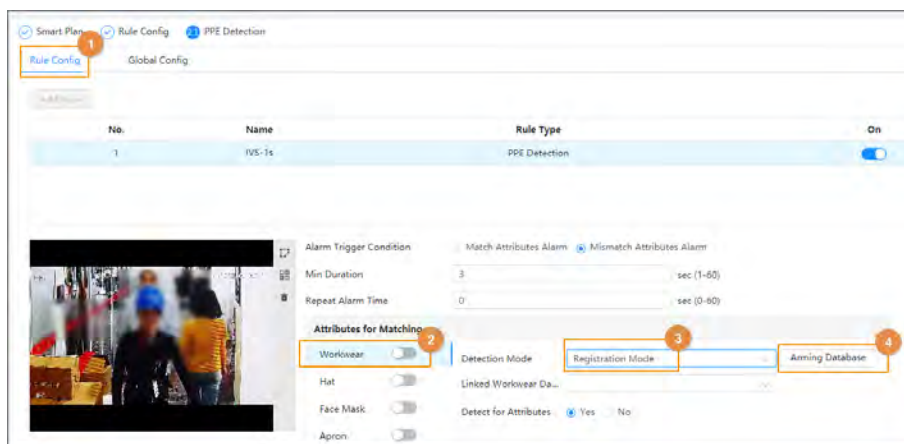 Smart Plan Rule Config 2.1 PPE Detection
1
Rule Config Global Config
No. Name Rule Type On
1 IVS-1s PPE Detection
Alarm Trigger Condition Match Attributes Alarm Mismatch Attributes Alarm
Min Duration 3 sec (1-60)
Repeat Alarm Time 0 sec (0-60)
Attributes for Matching
2 3 4
Workwear Detection Mode Registration Mode Arming Database
Hat Linked Workwear Da...
Face Mask Detect for Attributes Yes No
Apron